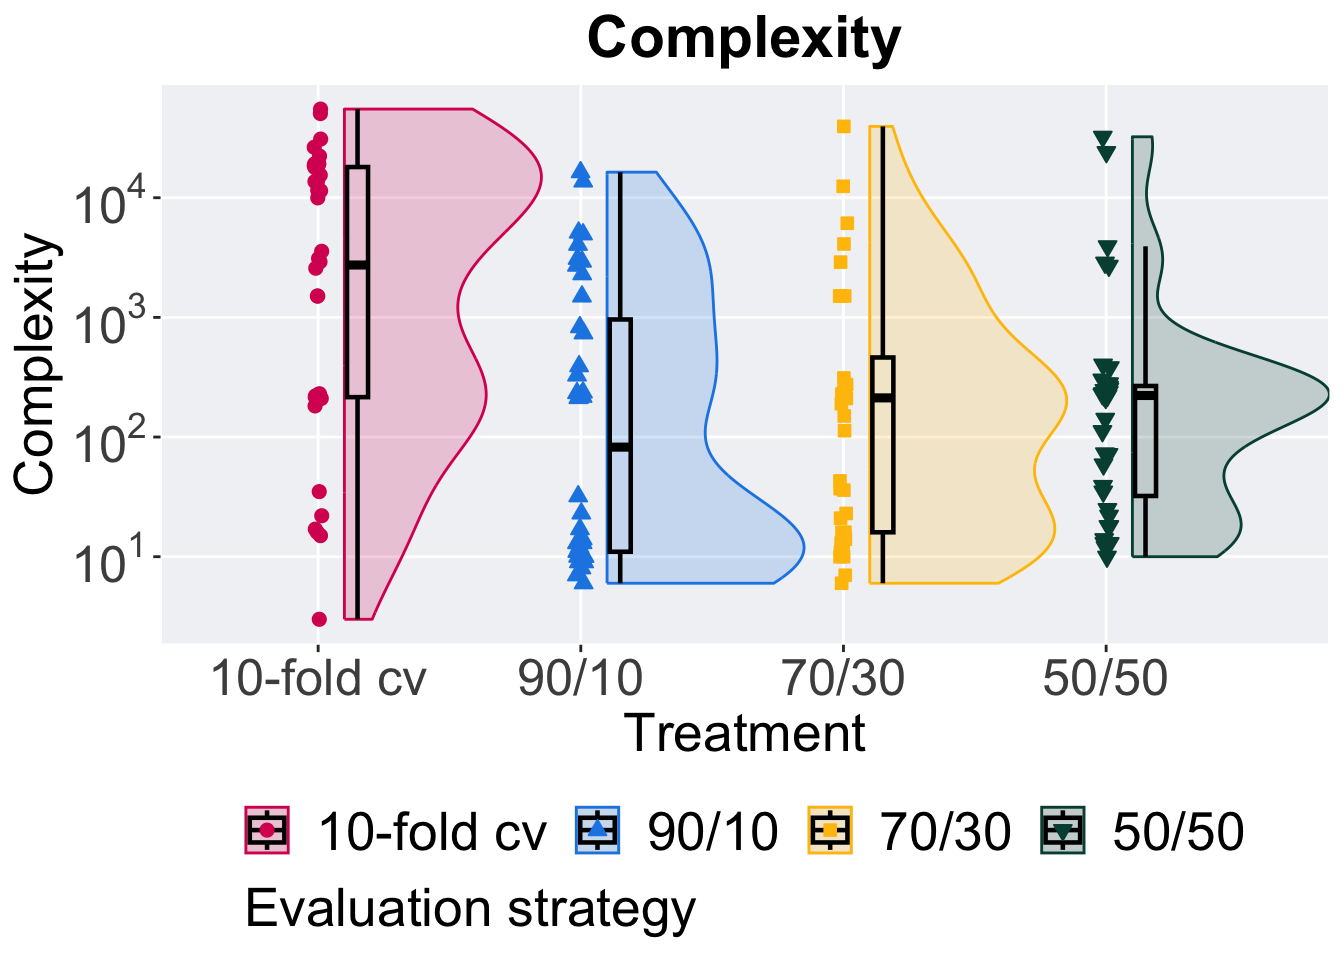 Complexity
Complexity
10⁴
10³
10²
10¹
10-fold cv 90/10 70/30 50/50
Treatment
10-fold cv 90/10 70/30 50/50
Evaluation strategy